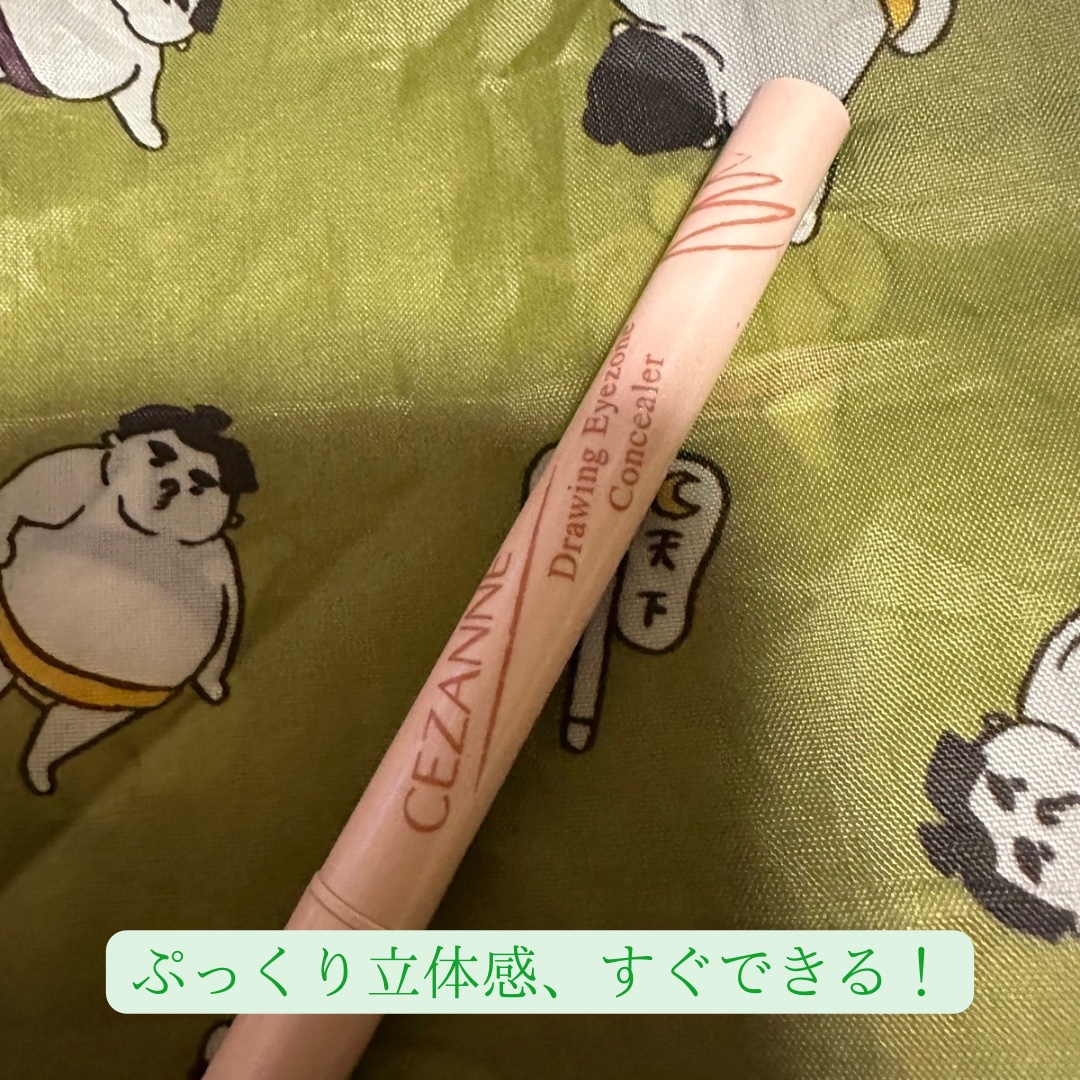 Drawing Eyezone
Concealer
CEZANNE
天
下
ぷっくり立体感、すぐできる！